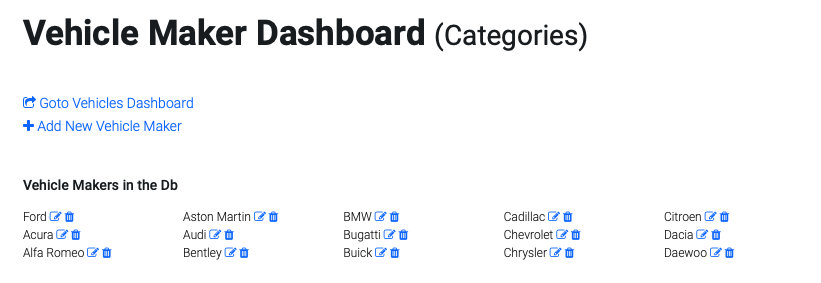 Vehicle Maker Dashboard (Categories)
Goto Vehicles Dashboard
Add New Vehicle Maker
Vehicle Makers in the Db
Ford
Acura
Alfa Romeo
Aston Martin
Audi
Bentley
BMW
Bugatti
Buick
Cadillac
Chevrolet
Chrysler
Citroen
Dacia
Daewoo